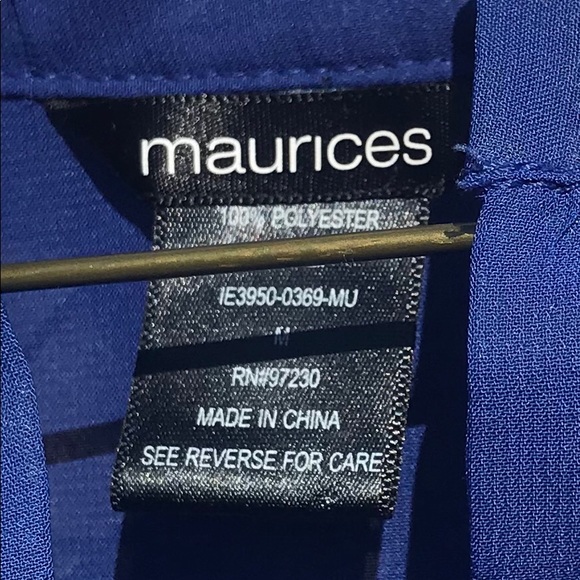 maurices
100% POLYESTER
IE3950-0369-MU
M
RN#97230
MADE IN CHINA
SEE REVERSE FOR CARE